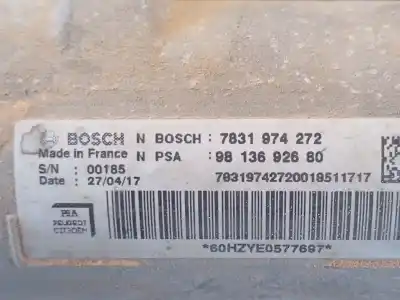 BOSCH N BOSCH : 7831 974 272
Made in France N PSA : 98 136 926 80
S/N : 00185
Date : 27/04/17 78319742720019511717
PSA
PEUGEOT
CITROËN
*60HZYE0577697*